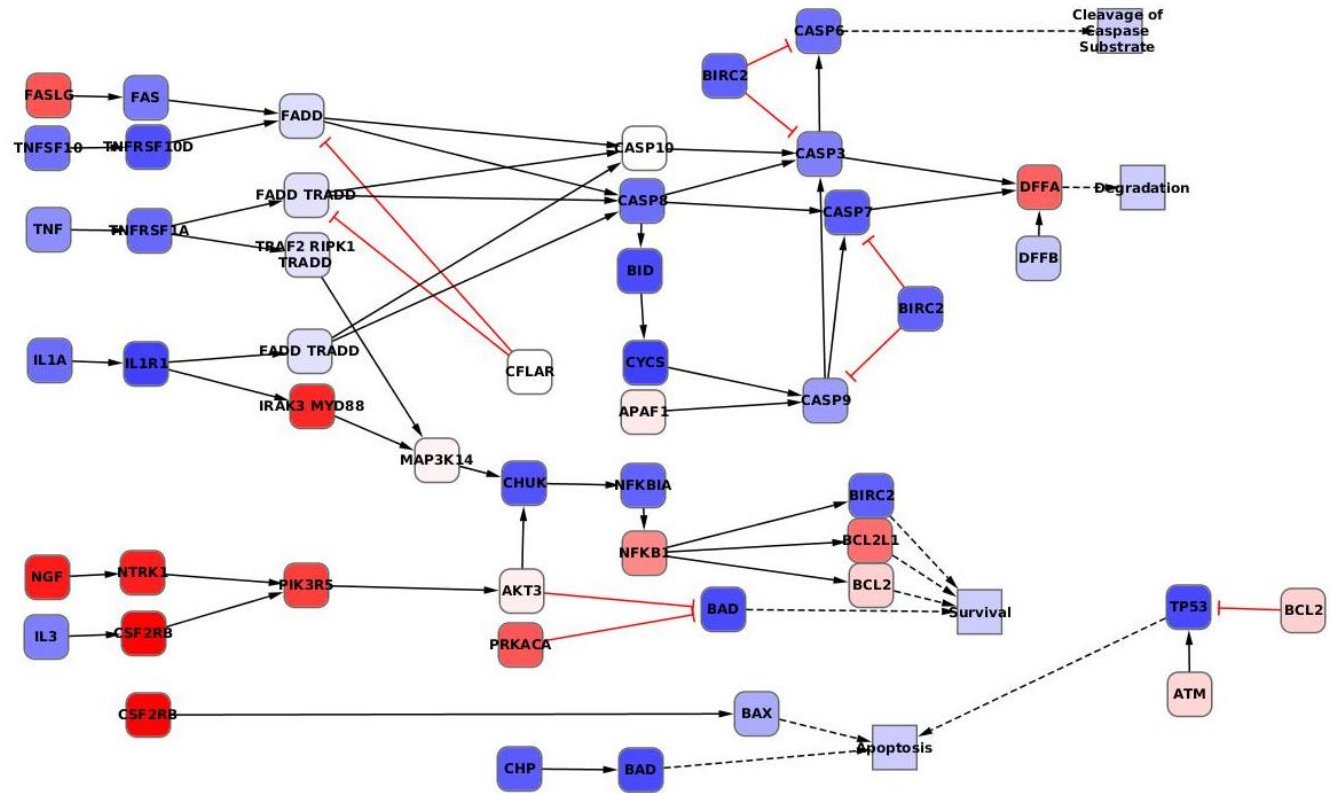 Cleavage of
Caspase
Substrate
CASP6
BIRC2
FASLG
FAS
FADD
TNFSF10
TNFRSF10D
CASP10
CASP3
FADD TRADD
CASP8
CASP7
DFFA
Degradation
TNF
TNFRSF1A
TRAF2 RIPK1
TRADD
BID
DFFB
BIRC2
IL1A
IL1R1
FADD TRADD
CFLAR
CYCS
IRAK3 MYD88
APAF1
CASP9
MAP3K14
CHUK
NFKBIA
BIRC2
NFKB1
BCL2L1
BCL2
NGF
NTRK1
PIK3R5
AKT3
BAD
Survival
TP53
BCL2
IL3
CSF2RB
PRKACA
ATM
CSF2RB
BAX
Apoptosis
CHP
BAD